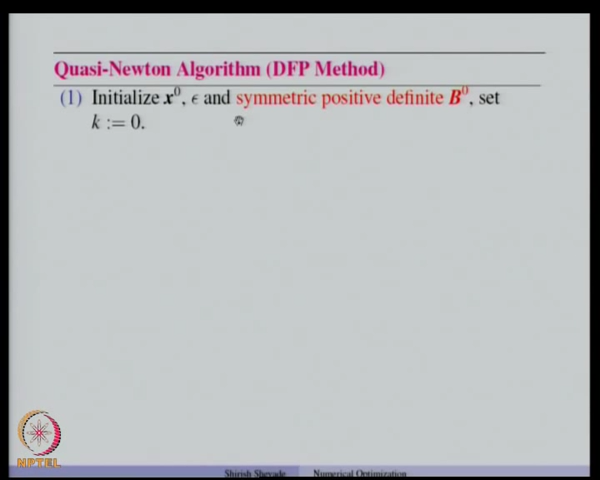 Quasi-Newton Algorithm (DFP Method)
(1) Initialize x⁰, ϵ and symmetric positive definite B⁰, set
k := 0.
NPTEL
Shirish Shevade Numerical Optimization